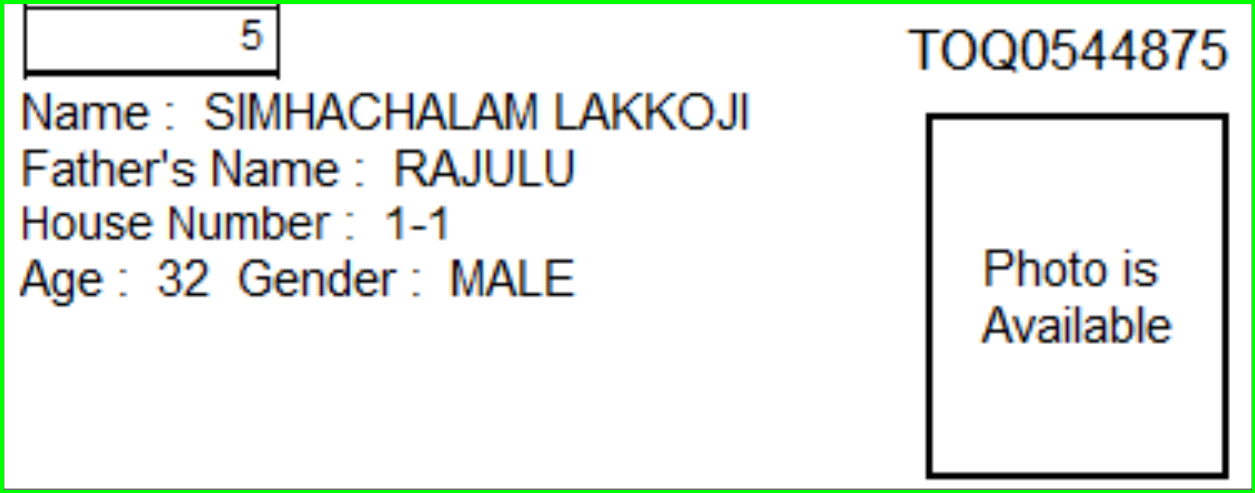 5
TOQ0544875
Name : SIMHACHALAM LAKKOJI
Father's Name : RAJULU
House Number : 1-1
Age : 32 Gender : MALE
Photo is
Available